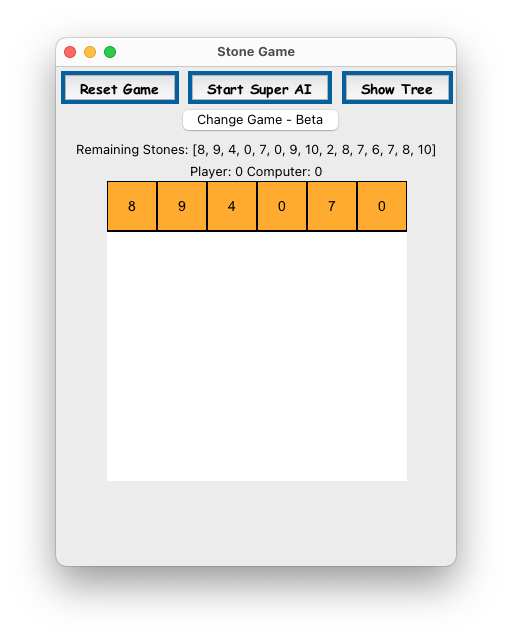 Stone Game
Reset Game Start Super AI Show Tree
Change Game - Beta
Remaining Stones: [8, 9, 4, 0, 7, 0, 9, 10, 2, 8, 7, 6, 7, 8, 10]
Player: 0 Computer: 0
8 9 4 0 7 0